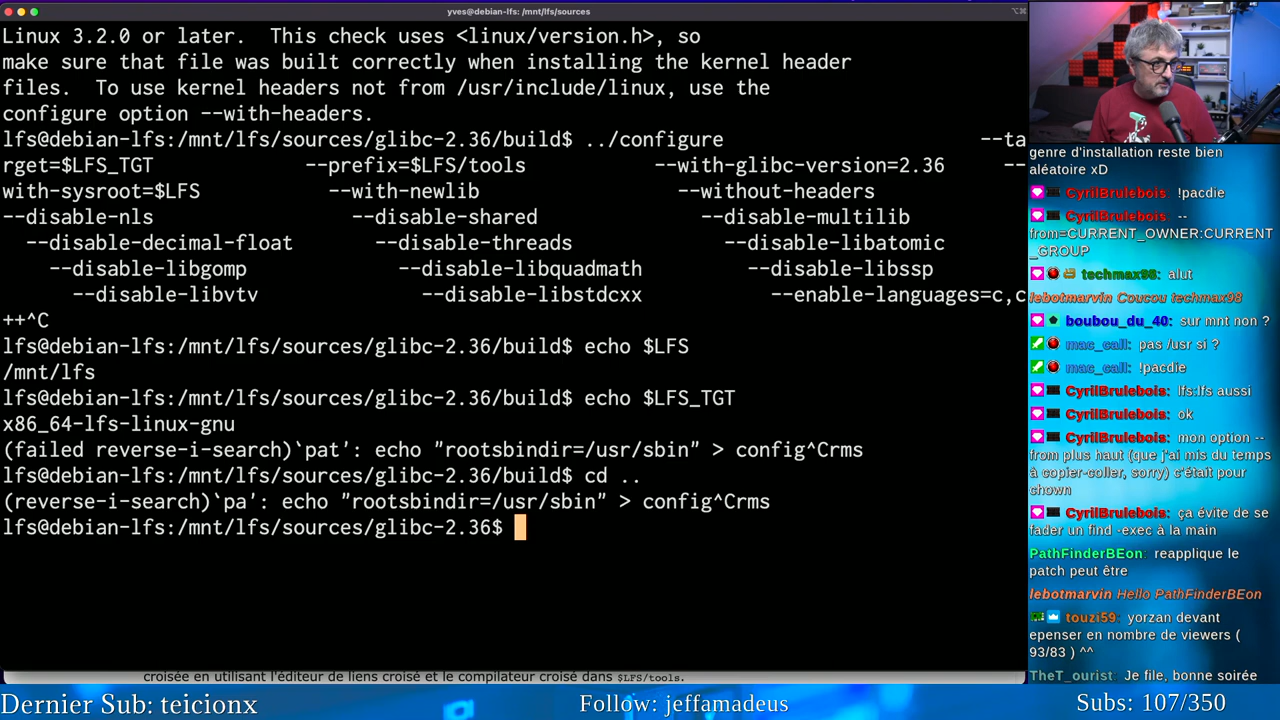 yves@debian-lfs: /mnt/lfs/sources
Linux 3.2.0 or later.  This check uses <linux/version.h>, so
make sure that file was built correctly when installing the kernel header
files.  To use kernel headers not from /usr/include/linux, use the
configure option --with-headers.
lfs@debian-lfs:/mnt/lfs/sources/glibc-2.36/build$ ../configure --ta
rget=$LFS_TGT --prefix=$LFS/tools --with-glibc-version=2.36 --
with-sysroot=$LFS --with-newlib --without-headers
--disable-nls --disable-shared --disable-multilib
--disable-decimal-float --disable-threads --disable-libatomic
--disable-libgomp --disable-libquadmath --disable-libssp
--disable-libvtv --disable-libstdcxx --enable-languages=c,c
++^C
lfs@debian-lfs:/mnt/lfs/sources/glibc-2.36/build$ echo $LFS
/mnt/lfs
lfs@debian-lfs:/mnt/lfs/sources/glibc-2.36/build$ echo $LFS_TGT
x86_64-lfs-linux-gnu
(failed reverse-i-search)`pat': echo "rootsbindir=/usr/sbin" > config^Crms
lfs@debian-lfs:/mnt/lfs/sources/glibc-2.36/build$ cd ..
(reverse-i-search)`pa': echo "rootsbindir=/usr/sbin" > config^Crms
lfs@debian-lfs:/mnt/lfs/sources/glibc-2.36$
croisée en utilisant l'éditeur de liens croisé et le compilateur croisé dans $LFS/tools.
genre d'installation reste bien
aléatoire xD
CyrilBrulebois: !pacdie
CyrilBrulebois: --
from=CURRENT_OWNER:CURRENT
_GROUP
techmax98: alut
lebotmarvin Coucou techmax98
boubou_du_40: sur mnt non ?
mac_call: pas /usr si ?
mac_call: !pacdie
CyrilBrulebois: lfs:lfs aussi
CyrilBrulebois: ok
CyrilBrulebois: mon option --
from plus haut (que j'ai mis du temps
à copier-coller, sorry) c'était pour
chown
CyrilBrulebois: ça évite de se
fader un find -exec à la main
PathFinderBEon: reapplique le
patch peut être
lebotmarvin Hello PathFinderBEon
touzi59: yorzan devant
epenser en nombre de viewers (
93/83 ) ^^
TheT_ourist: Je file, bonne soirée
Dernier Sub: teicionx
Follow: jeffamadeus
Subs: 107/350